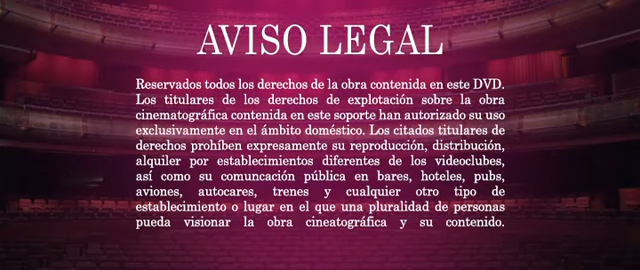 AVISO LEGAL
Reservados todos los derechos de la obra contenida en este DVD.
Los titulares de los derechos de explotación sobre la obra
cinematográfica contenida en este soporte han autorizado su uso
exclusivamente en el ámbito doméstico. Los citados titulares de
derechos prohíben expresamente su reproducción, distribución,
alquiler por establecimientos diferentes de los videoclubes,
así como su comuncación pública en bares, hoteles, pubs,
aviones, autocares, trenes y cualquier otro tipo de
establecimiento o lugar en el que una pluralidad de personas
pueda visionar la obra cineatográfica y su contenido.